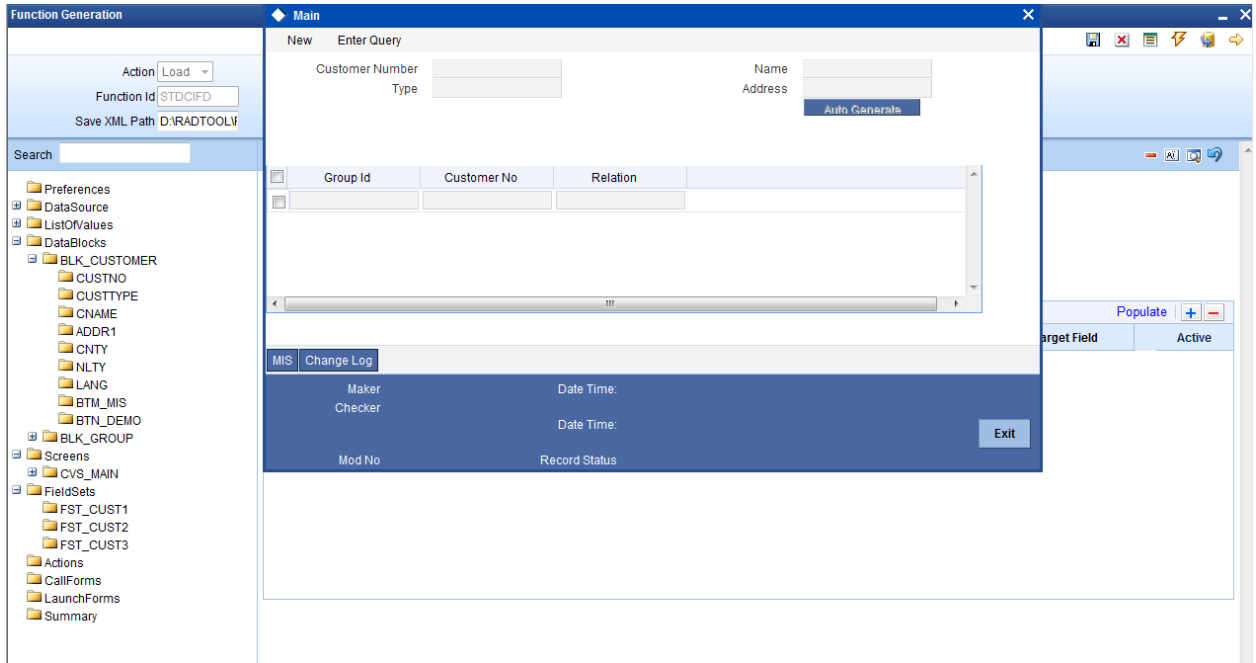 Function Generation
Action Load
Function Id STDCIFD
Save XML Path D:\RADTOOL\F
Search
Preferences
DataSource
ListOfValues
DataBlocks
BLK_CUSTOMER
CUSTNO
CUSTTYPE
CNAME
ADDR1
CNTY
NLTY
LANG
BTM_MIS
BTN_DEMO
BLK_GROUP
Screens
CVS_MAIN
FieldSets
FST_CUST1
FST_CUST2
FST_CUST3
Actions
CallForms
LaunchForms
Summary
Main
New Enter Query
Customer Number Name
Type Address
Auto Generate
Group Id Customer No Relation
MIS Change Log
Maker Date Time:
Checker
Date Time:
Exit
Mod No Record Status
Populate
arget Field Active